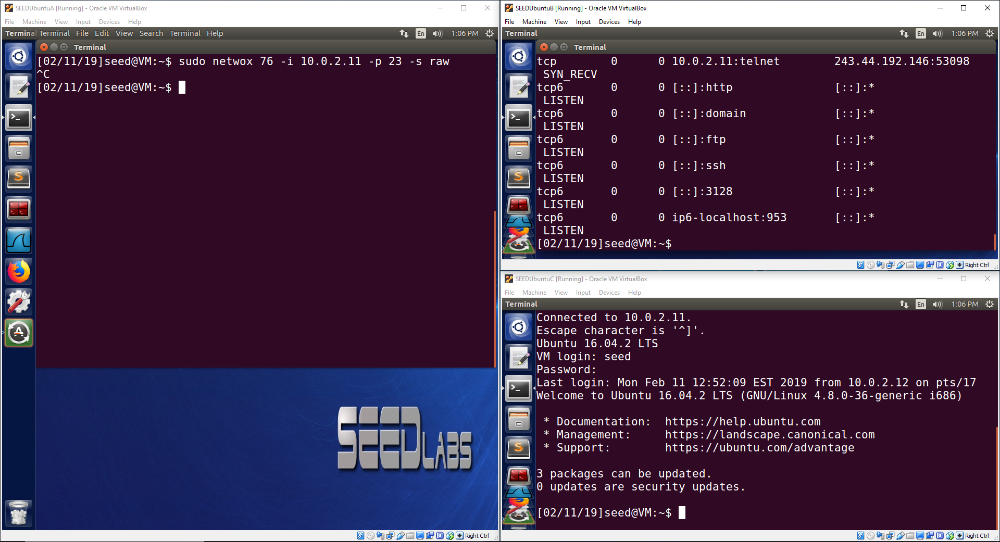 SEEDUbuntuA [Running] - Oracle VM VirtualBox
File Machine View Input Devices Help
Terminal Terminal File Edit View Search Terminal Help En 1:06 PM
Terminal
[02/11/19]seed@VM:~$ sudo netwox 76 -i 10.0.2.11 -p 23 -s raw
^C
[02/11/19]seed@VM:~$
SEEDLABS
Right Ctrl
SEEDUbuntuB [Running] - Oracle VM VirtualBox
File Machine View Input Devices Help
Terminal En 1:06 PM
Terminal
tcp 0 0 10.0.2.11:telnet 243.44.192.146:53098
SYN_RECV
tcp6 0 0 [::]:http [::]:*
LISTEN
tcp6 0 0 [::]:domain [::]:*
LISTEN
tcp6 0 0 [::]:ftp [::]:*
LISTEN
tcp6 0 0 [::]:ssh [::]:*
LISTEN
tcp6 0 0 [::]:3128 [::]:*
LISTEN
tcp6 0 0 ip6-localhost:953 [::]:*
LISTEN
[02/11/19]seed@VM:~$
Right Ctrl
SEEDUbuntuC [Running] - Oracle VM VirtualBox
File Machine View Input Devices Help
Terminal En 1:06 PM
Connected to 10.0.2.11.
Escape character is '^]'.
Ubuntu 16.04.2 LTS
VM login: seed
Password:
Last login: Mon Feb 11 12:52:09 EST 2019 from 10.0.2.12 on pts/17
Welcome to Ubuntu 16.04.2 LTS (GNU/Linux 4.8.0-36-generic i686)
* Documentation: https://help.ubuntu.com
* Management: https://landscape.canonical.com
* Support: https://ubuntu.com/advantage
3 packages can be updated.
0 updates are security updates.
[02/11/19]seed@VM:~$
Right Ctrl